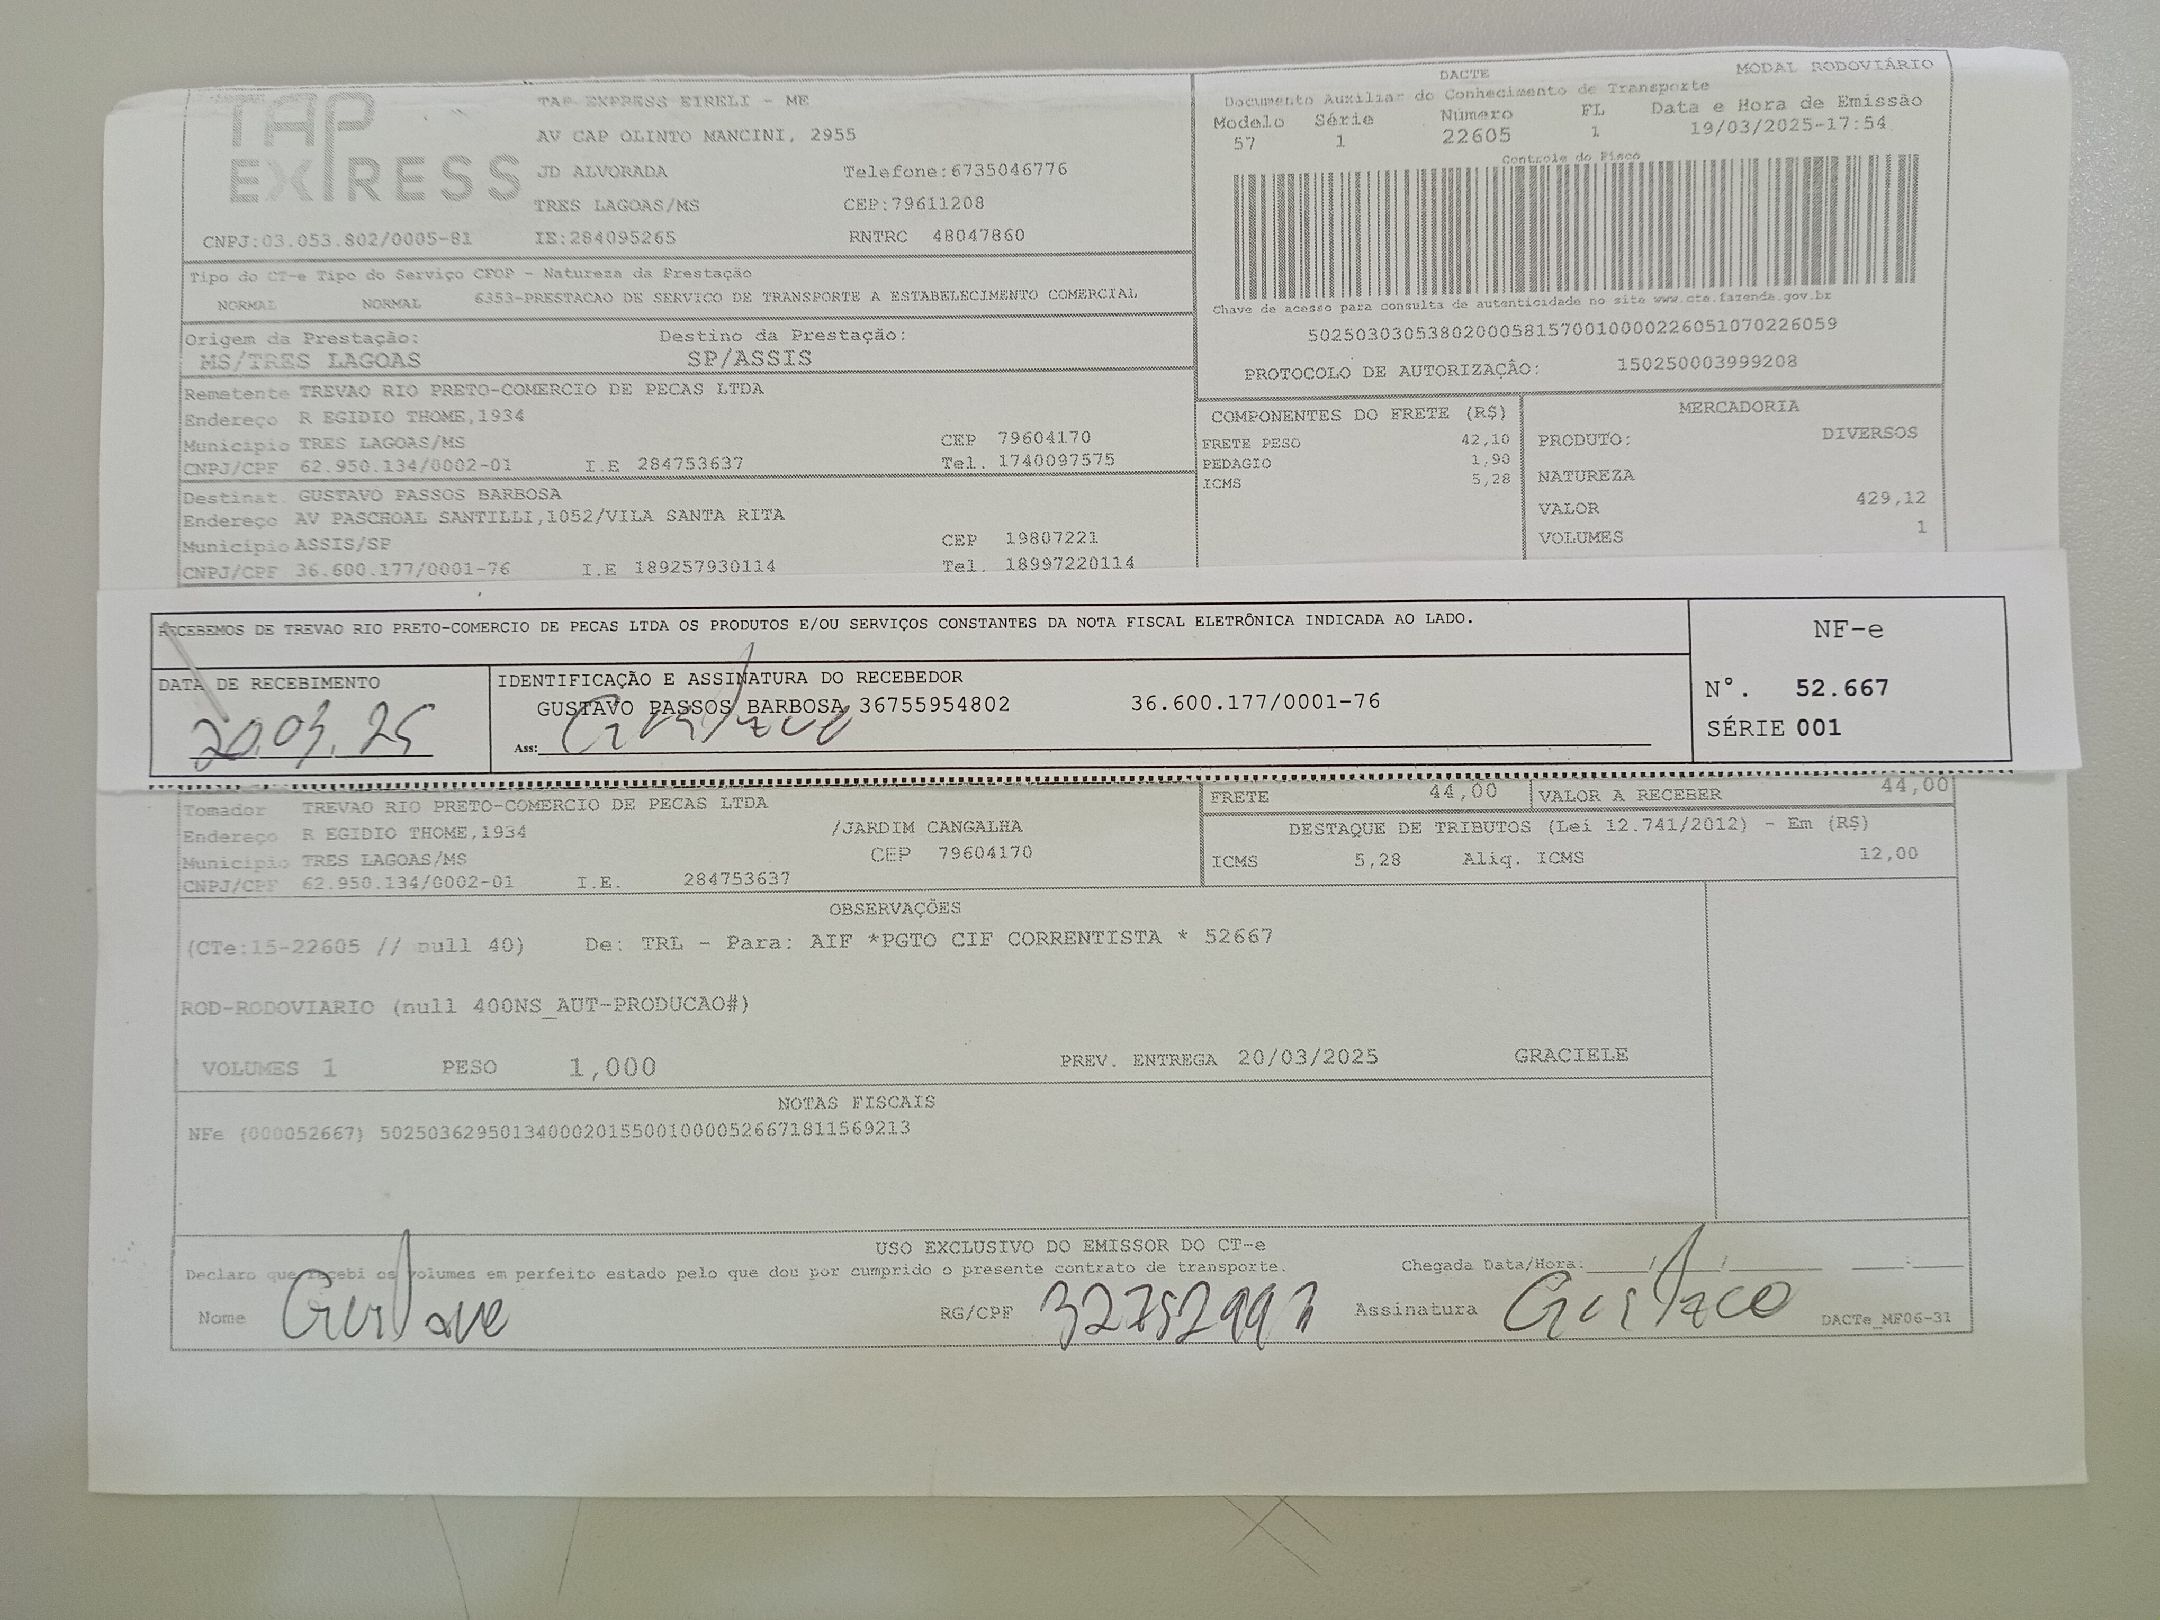 TAP EXPRESS
TAP EXPRESS EIRELI - ME
AV CAP OLINTO MANCINI, 2955
JD ALVORADA Telefone:6735046776
TRES LAGOAS/MS CEP:79611208
CNPJ:03.053.802/0005-81 IE:284095265 RNTRC 48047860
DACTE MODAL RODOVIÁRIO
Documento Auxiliar do Conhecimento de Transporte
Modelo Série Número FL Data e Hora de Emissão
57 1 22605 1 19/03/2025-17:54
Controle do Fisco
Chave de acesso para consulta de autenticidade no site www.cte.fazenda.gov.br
50250303053802000581570010000226051070226059
PROTOCOLO DE AUTORIZAÇÃO: 150250003999208
Tipo do CT-e Tipo do Serviço CFOP - Natureza da Prestação
NORMAL NORMAL 6353-PRESTACAO DE SERVICO DE TRANSPORTE A ESTABELECIMENTO COMERCIAL
Origem da Prestação: Destino da Prestação:
MS/TRES LAGOAS SP/ASSIS
Remetente TREVAO RIO PRETO-COMERCIO DE PECAS LTDA
Endereço R EGIDIO THOME,1934
Município TRES LAGOAS/MS CEP 79604170
CNPJ/CPF 62.950.134/0002-01 I.E 284753637 Tel. 1740097575
Destinat. GUSTAVO PASSOS BARBOSA
Endereço AV PASCHOAL SANTILLI,1052/VILA SANTA RITA
Município ASSIS/SP CEP 19807221
CNPJ/CPF 36.600.177/0001-76 I.E 189257930114 Tel. 18997220114
COMPONENTES DO FRETE (R$)
FRETE PESO 42,10
PEDAGIO 1,90
ICMS 5,28
MERCADORIA
PRODUTO: DIVERSOS
NATUREZA
VALOR 429,12
VOLUMES 1
RECEBEMOS DE TREVAO RIO PRETO-COMERCIO DE PECAS LTDA OS PRODUTOS E/OU SERVIÇOS CONSTANTES DA NOTA FISCAL ELETRÔNICA INDICADA AO LADO.
DATA DE RECEBIMENTO
20.03.25
IDENTIFICAÇÃO E ASSINATURA DO RECEBEDOR
GUSTAVO PASSOS BARBOSA 36755954802 36.600.177/0001-76
Ass: Gustavo
NF-e
N°. 52.667
SÉRIE 001
Tomador TREVAO RIO PRETO-COMERCIO DE PECAS LTDA
Endereço R EGIDIO THOME,1934 /JARDIM CANGALHA
Município TRES LAGOAS/MS CEP 79604170
CNPJ/CPF 62.950.134/0002-01 I.E. 284753637
FRETE 44,00 VALOR A RECEBER 44,00
DESTAQUE DE TRIBUTOS (Lei 12.741/2012) - Em (R$)
ICMS 5,28 Aliq. ICMS 12,00
OBSERVAÇÕES
(CTe:15-22605 // null 40) De: TRL - Para: AIF *PGTO CIF CORRENTISTA * 52667
ROD-RODOVIARIO (null 400NS_AUT-PRODUCAO#)
VOLUMES 1 PESO 1,000 PREV. ENTREGA 20/03/2025 GRACIELE
NOTAS FISCAIS
NFe (000052667) 50250362950134000201550010000526671811569213
USO EXCLUSIVO DO EMISSOR DO CT-e
Declaro que recebi os volumes em perfeito estado pelo que dou por cumprido o presente contrato de transporte. Chegada Data/Hora: ____/____/____ ____:____
Nome Gustavo RG/CPF 327529973 Assinatura Gustavo DACTe_MF06-31